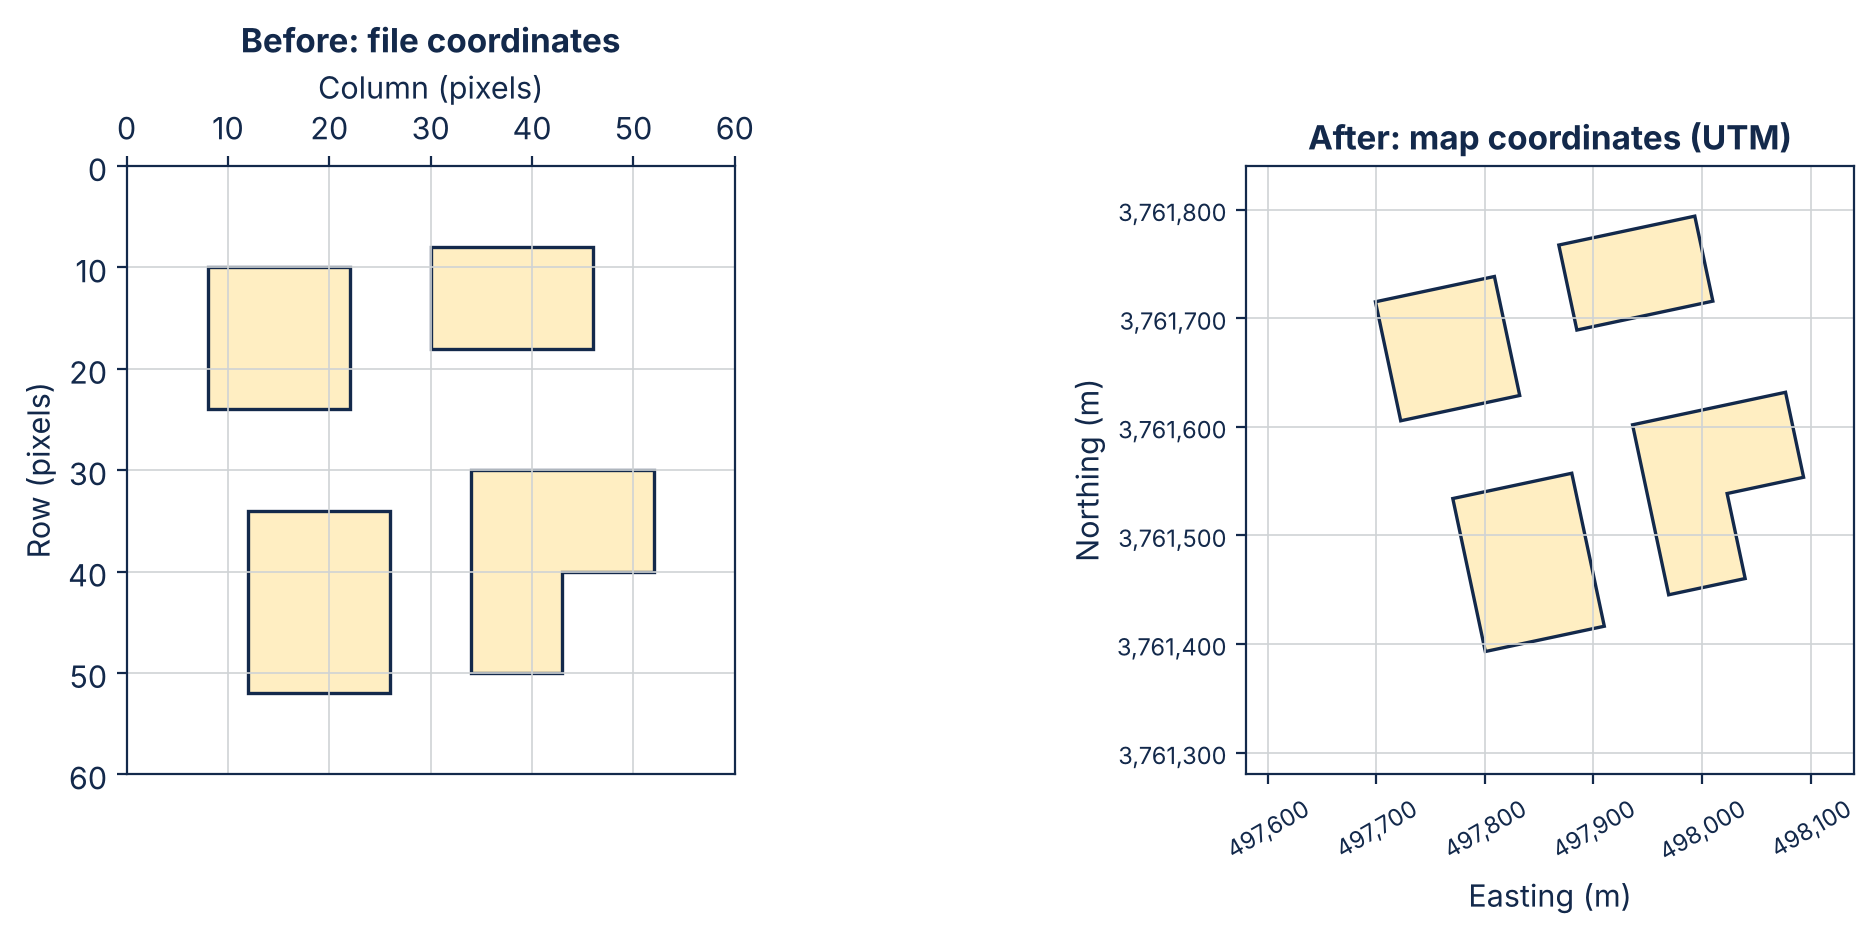 Before: file coordinates
Column (pixels)
0 10 20 30 40 50 60
0
10
20
30
40
50
60
Row (pixels)
After: map coordinates (UTM)
3,761,800
3,761,700
3,761,600
3,761,500
3,761,400
3,761,300
Northing (m)
497,600 497,700 497,800 497,900 498,000 498,100
Easting (m)